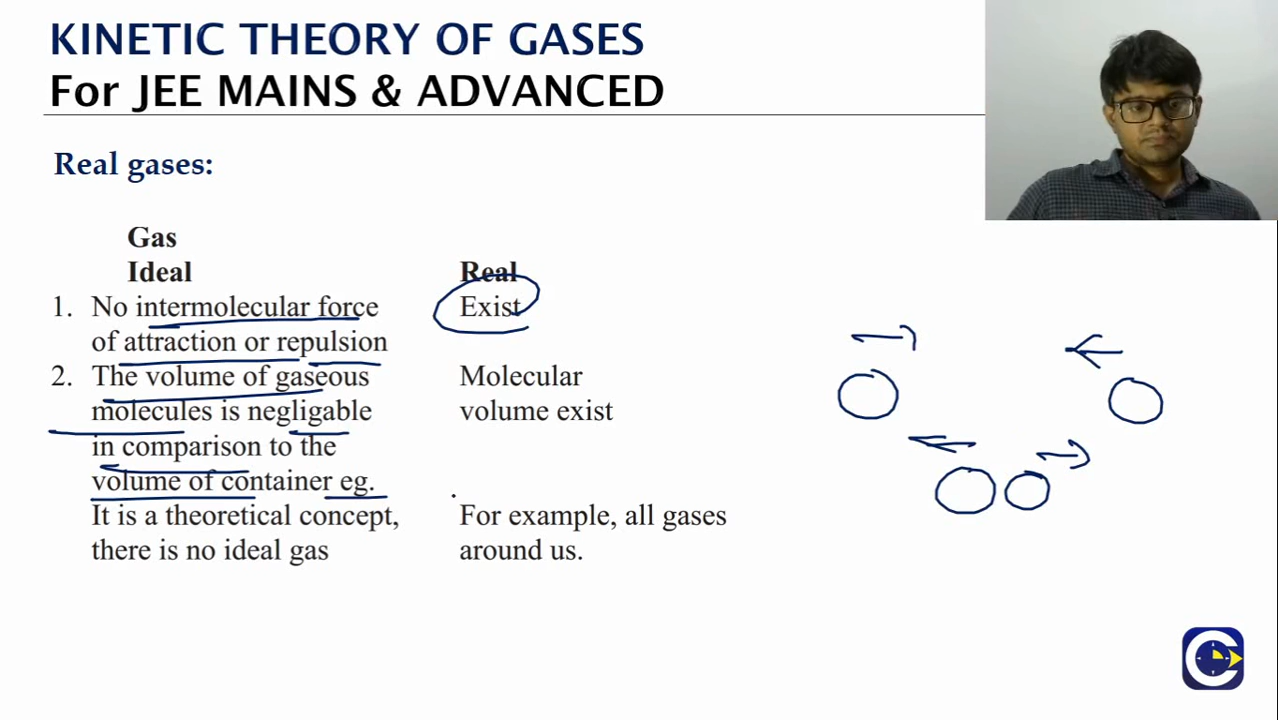 KINETIC THEORY OF GASES
For JEE MAINS & ADVANCED
Real gases:
Gas
Ideal Real
1. No intermolecular force Exist
of attraction or repulsion
2. The volume of gaseous Molecular
molecules is negligable volume exist
in comparison to the
volume of container eg.
It is a theoretical concept, For example, all gases
there is no ideal gas around us.